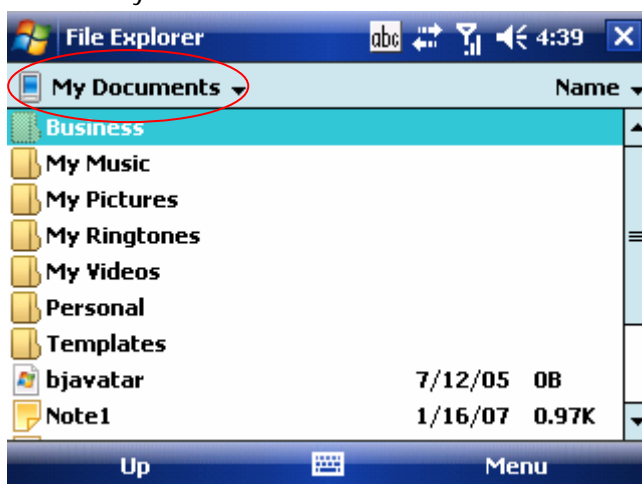 File Explorer abc 4:39
My Documents Name
Business
My Music
My Pictures
My Ringtones
My Videos
Personal
Templates
bjavatar 7/12/05 0B
Note1 1/16/07 0.97K
Up Menu